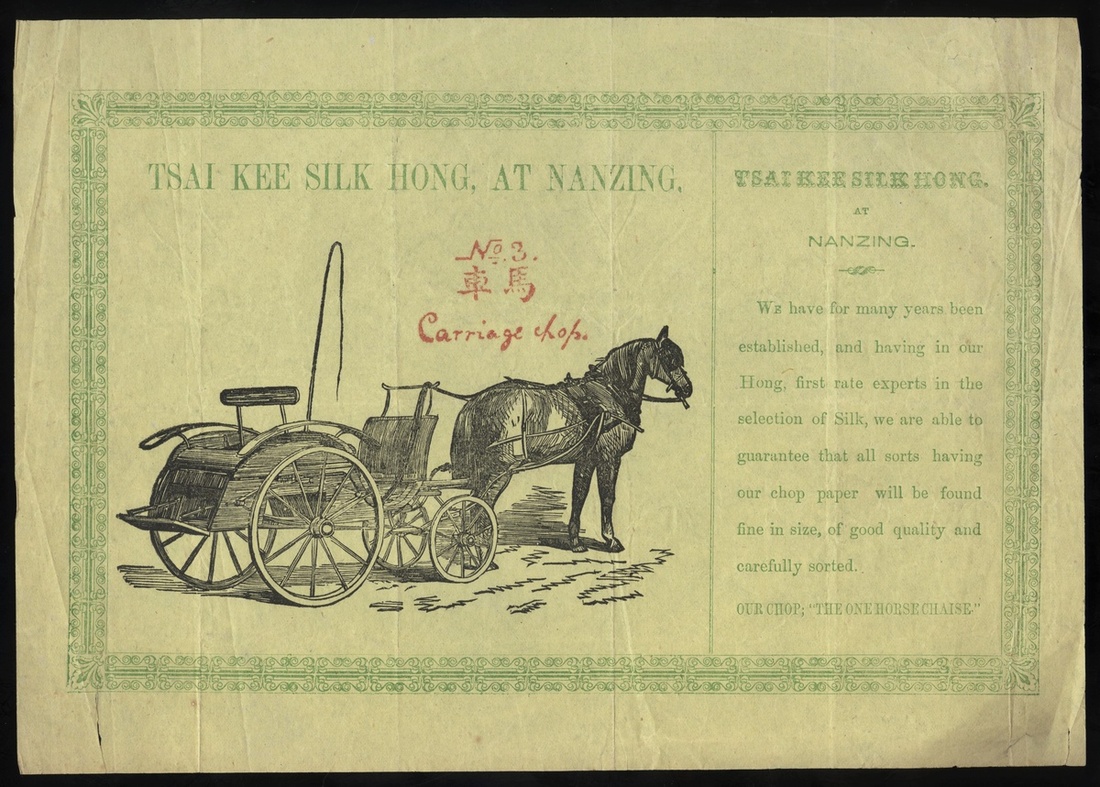 TSAI KEE SILK HONG, AT NANZING,
No. 3.
車馬
Carriage chop.
TSAI KEE SILK HONG.
AT
NANZING.
WE have for many years been
established, and having in our
Hong, first rate experts in the
selection of Silk, we are able to
guarantee that all sorts having
our chop paper will be found
fine in size, of good quality and
carefully sorted.
OUR CHOP; "THE ONE HORSE CHAISE"